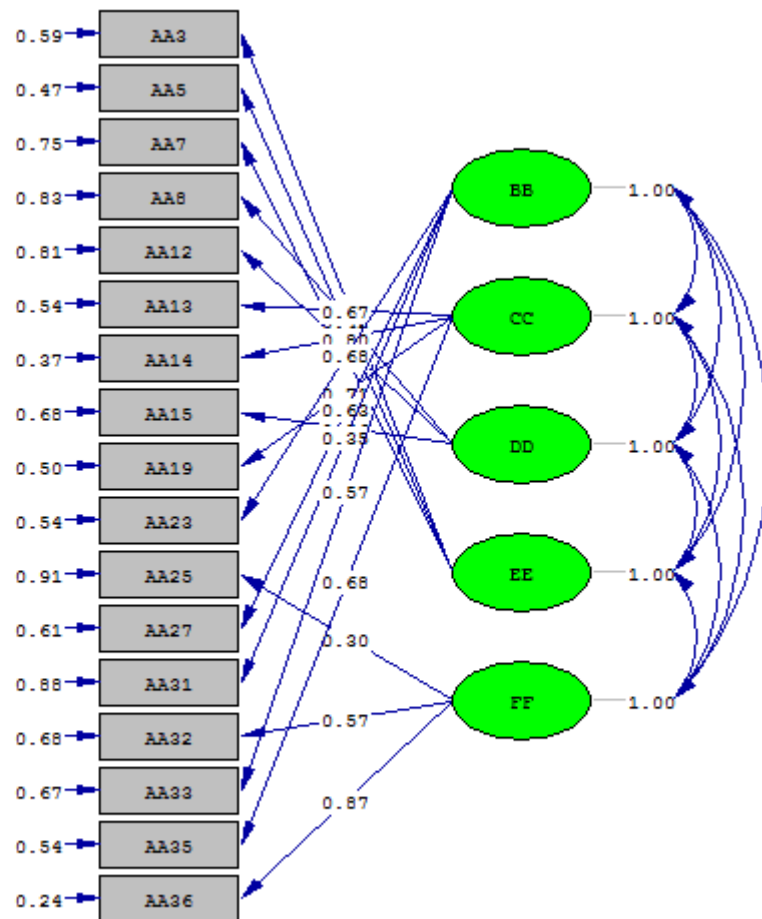 0.59 AA3
0.47 AA5
0.75 AA7
0.83 AA8
0.81 AA12
0.54 AA13
0.37 AA14
0.68 AA15
0.50 AA19
0.54 AA23
0.91 AA25
0.61 AA27
0.88 AA31
0.68 AA32
0.67 AA33
0.54 AA35
0.24 AA36
0.67
0.68
0.63
0.35
0.57
0.68
0.30
0.57
0.87
BB 1.00
CC 1.00
DD 1.00
EE 1.00
FF 1.00